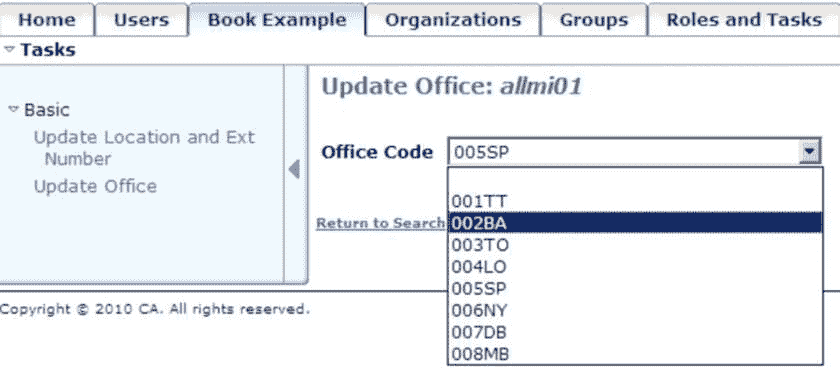 Home Users Book Example Organizations Groups Roles and Tasks
Tasks
Basic
Update Location and Ext
Number
Update Office
Update Office: allmi01
Office Code 005SP
001TT
002BA
003TO
004LO
005SP
006NY
007DB
008MB
Return to Search
Copyright © 2010 CA. All rights reserved.